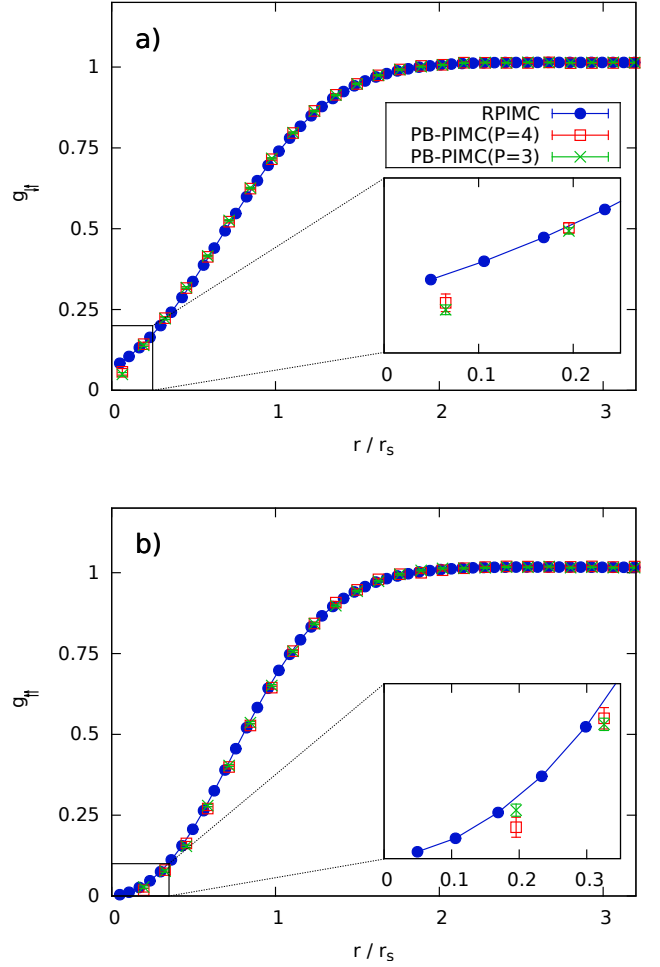 a)
1
0.75
0.5
0.25
0
g↓↑
RPIMC
PB-PIMC(P=4)
PB-PIMC(P=3)
0 0.1 0.2
0 1 2 3
r / rs
b)
1
0.75
0.5
0.25
0
g↑↑
0 0.1 0.2 0.3
0 1 2 3
r / rs